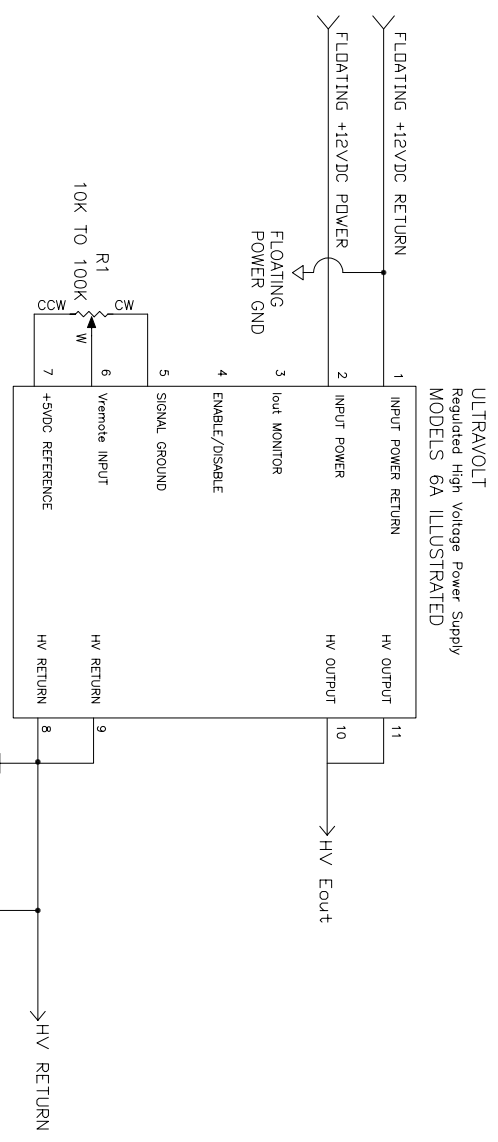 ULTRAVOLT
Regulated High Voltage Power Supply
MODELS 6A ILLUSTRATED
FLOATING +12VDC RETURN
FLOATING +12VDC POWER
FLOATING
POWER GND
R1
10K TO 100K
CW
W
CCW
1
INPUT POWER RETURN
2
INPUT POWER
3
Iout MONITOR
4
ENABLE/DISABLE
5
SIGNAL GROUND
6
Vremote INPUT
7
+5VDC REFERENCE
HV OUTPUT
11
HV OUTPUT
10
HV RETURN
9
HV RETURN
8
HV Eout
HV RETURN